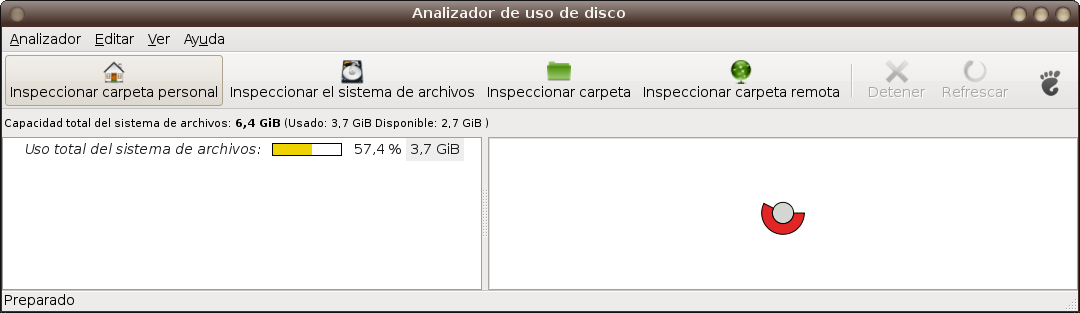 Analizador de uso de disco
Analizador Editar Ver Ayuda
Inspeccionar carpeta personal Inspeccionar el sistema de archivos Inspeccionar carpeta Inspeccionar carpeta remota Detener Refrescar
Capacidad total del sistema de archivos: 6,4 GiB (Usado: 3,7 GiB Disponible: 2,7 GiB )
Uso total del sistema de archivos: 57,4 % 3,7 GiB
Preparado